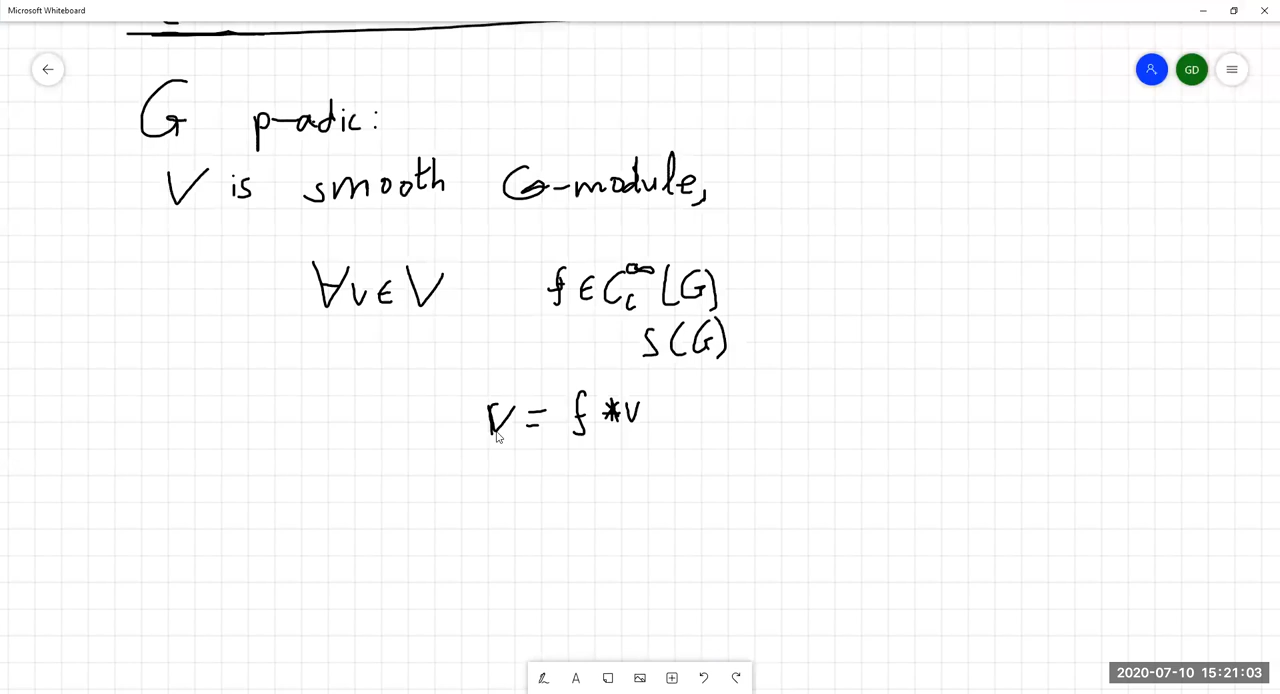 Microsoft Whiteboard
GD
G p-adic:
V is smooth G-module,
∀v∈V f∈C_c^∞(G)
S(G)
V = f * v
2020-07-10 15:21:03